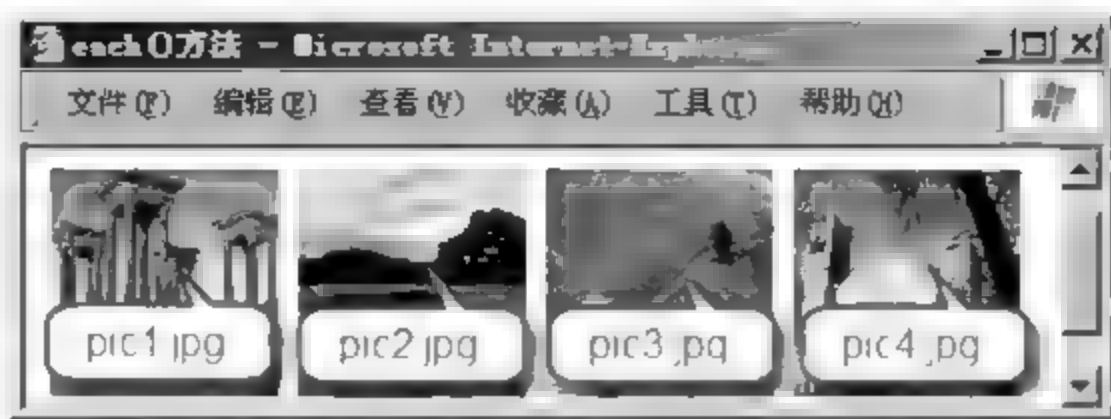 each()方法 - Microsoft Internet Explorer
文件(F) 编辑(E) 查看(V) 收藏(A) 工具(T) 帮助(H)
pic1.jpg pic2.jpg pic3.jpg pic4.jpg